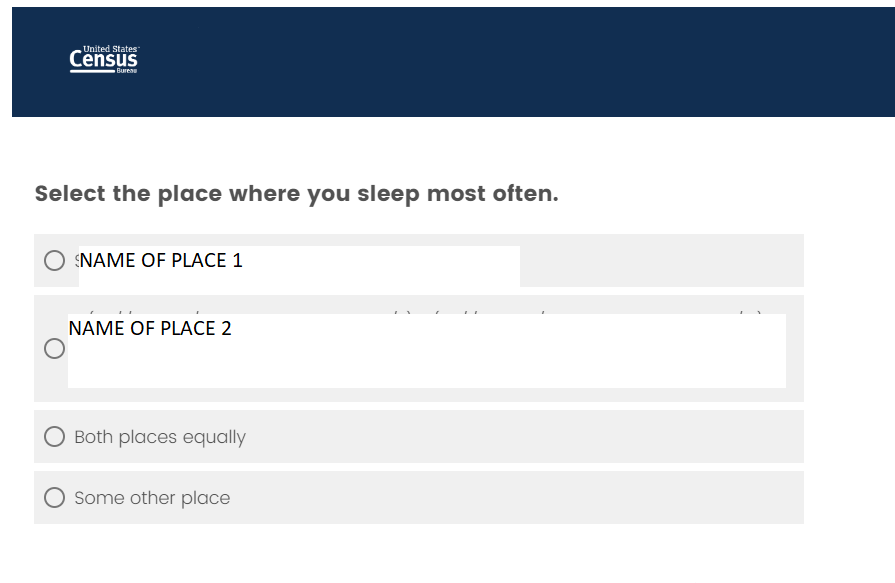 United States
Census
Bureau
Select the place where you sleep most often.
NAME OF PLACE 1
NAME OF PLACE 2
Both places equally
Some other place